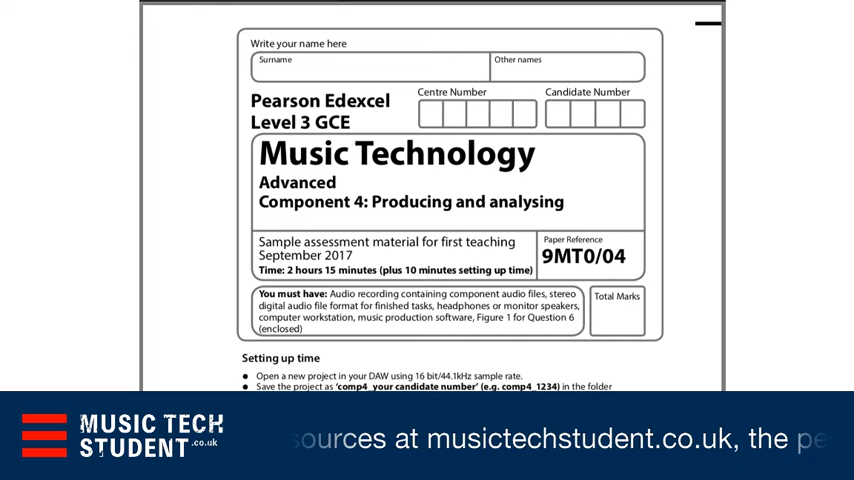 Write your name here
Surname
Other names
Centre Number
Candidate Number
Pearson Edexcel
Level 3 GCE
Music Technology
Advanced
Component 4: Producing and analysing
Sample assessment material for first teaching
September 2017
Time: 2 hours 15 minutes (plus 10 minutes setting up time)
Paper Reference
9MT0/04
You must have: Audio recording containing component audio files, stereo
digital audio file format for finished tasks, headphones or monitor speakers,
computer workstation, music production software, Figure 1 for Question 6
(enclosed)
Total Marks
Setting up time
● Open a new project in your DAW using 16 bit/44.1kHz sample rate.
● Save the project as 'comp4_your candidate number' (e.g. comp4_1234) in the folder
MUSIC TECH
STUDENT.co.uk
sources at musictechstudent.co.uk, the pe